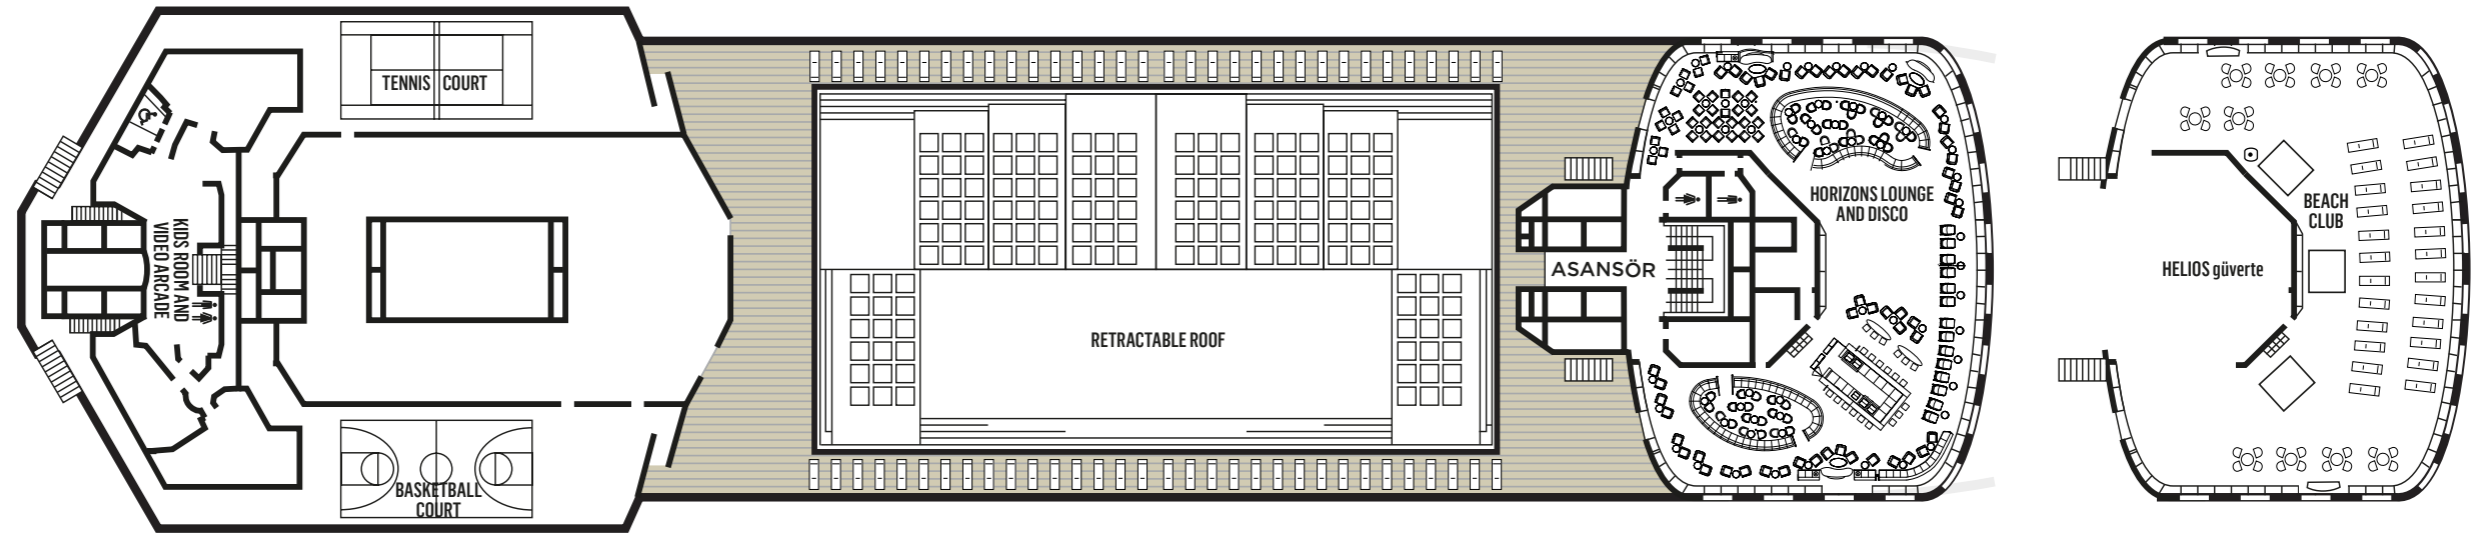 TENNIS COURT
KIDS ROOM AND
VIDEO ARCADE
BASKETBALL
COURT
RETRACTABLE ROOF
ASANSÖR
HORIZONS LOUNGE
AND DISCO
BEACH
CLUB
HELIOS güverte